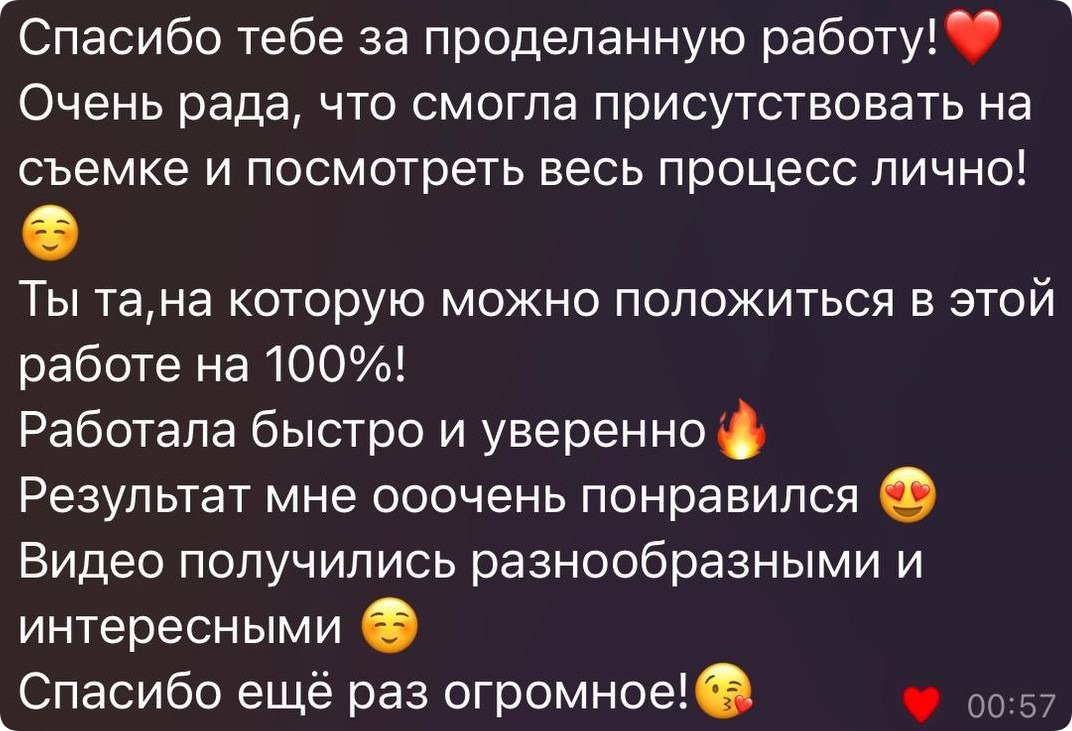 Спасибо тебе за проделанную работу!❤️
Очень рада, что смогла присутствовать на
съемке и посмотреть весь процесс лично!
☺️
Ты та,на которую можно положиться в этой
работе на 100%!
Работала быстро и уверенно🔥
Результат мне ооочень понравился 😍
Видео получились разнообразными и
интересными ☺️
Спасибо ещё раз огромное!😘
❤️ 00:57